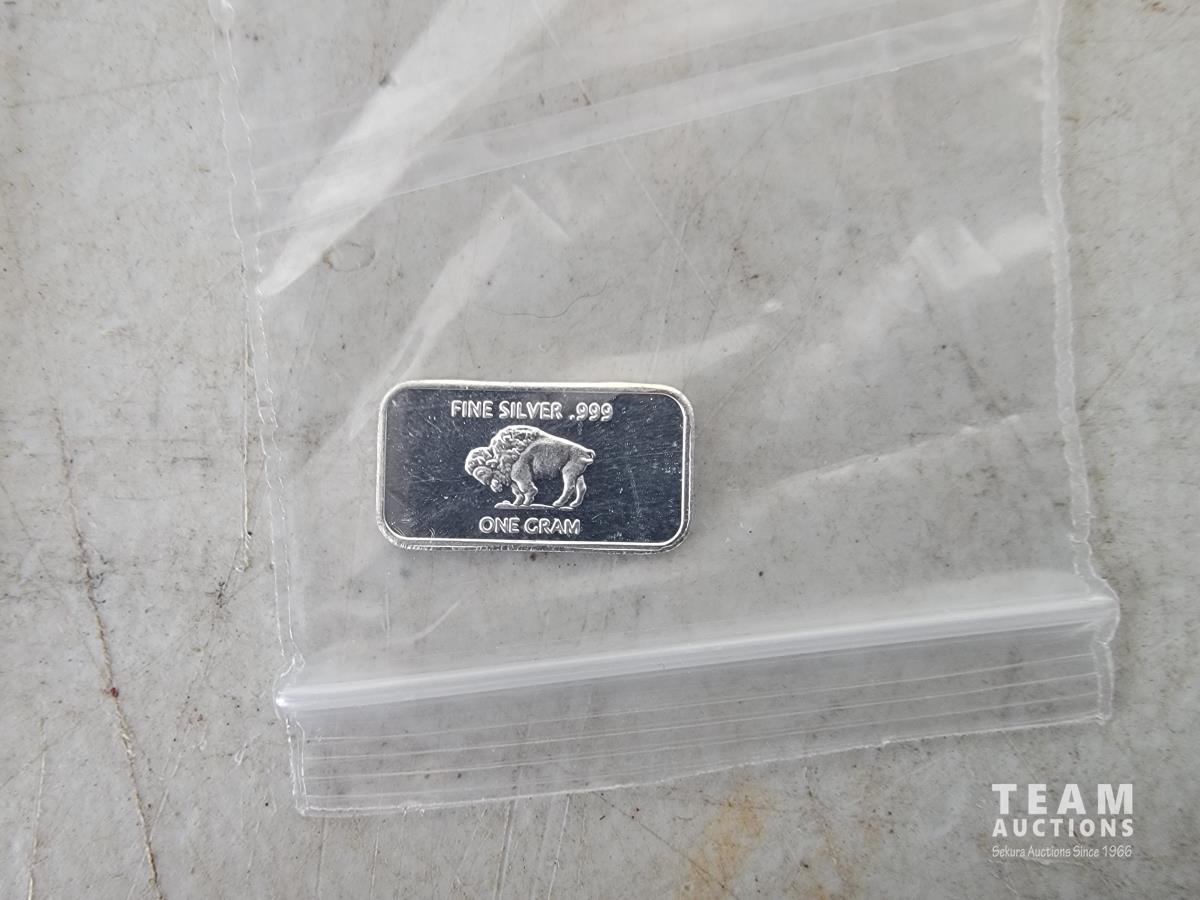 FINE SILVER .999
ONE GRAM
TEAM
AUCTIONS
Sekura Auctions Since 1966